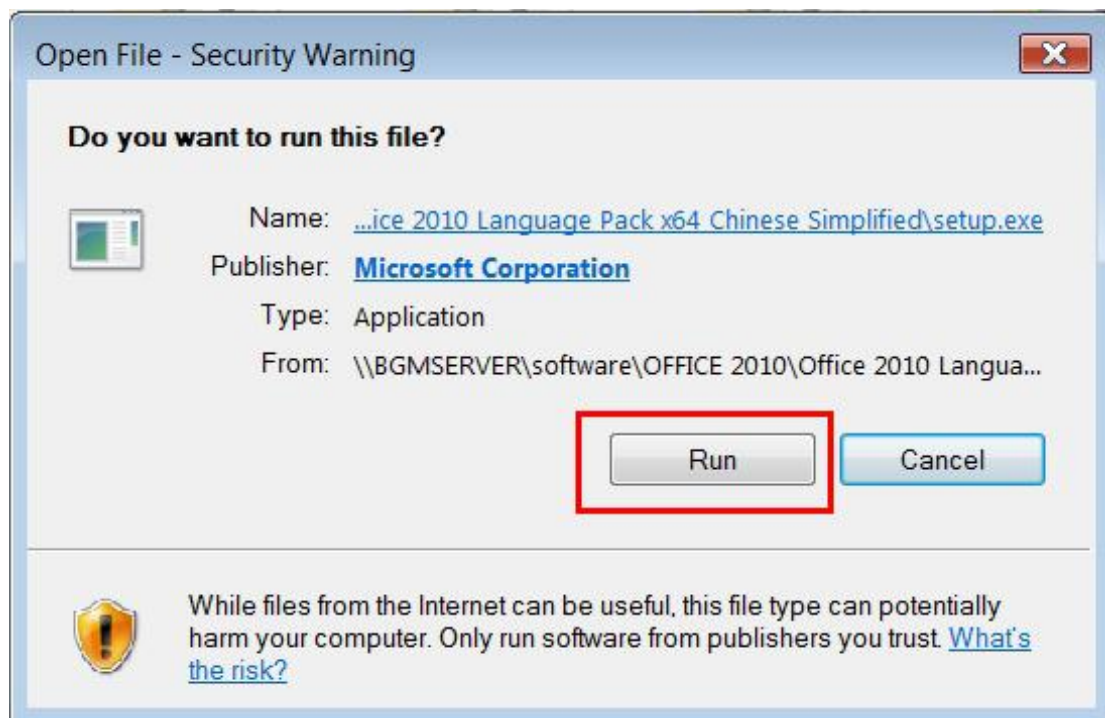 Open File - Security Warning
Do you want to run this file?
Name: ...ice 2010 Language Pack x64 Chinese Simplified\setup.exe
Publisher: Microsoft Corporation
Type: Application
From: \\BGMSERVER\software\OFFICE 2010\Office 2010 Langua...
Run Cancel
While files from the Internet can be useful, this file type can potentially
harm your computer. Only run software from publishers you trust. What's
the risk?